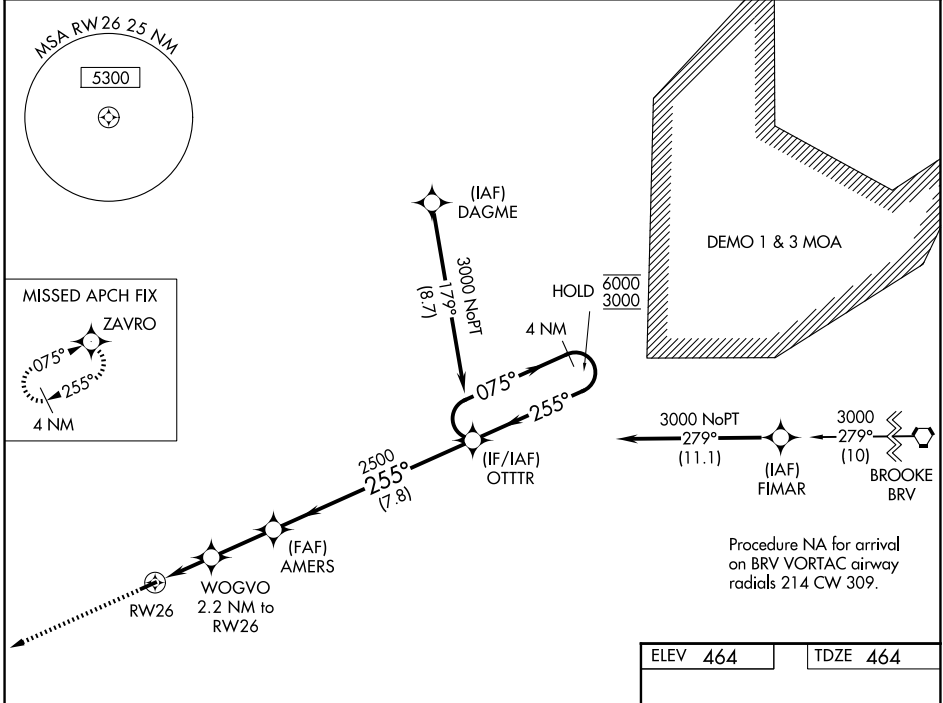 MSA RW26 25 NM
5300
(IAF)
DAGME
3000 NoPT
179°
(8.7)
DEMO 1 & 3 MOA
HOLD
6000
3000
4 NM
075°
255°
MISSED APCH FIX
ZAVRO
075°
255°
4 NM
3000 NoPT
279°
(11.1)
(IAF)
FIMAR
3000
279°
(10)
BROOKE
BRV
(IF/IAF)
OTTTR
2500
255°
(7.8)
(FAF)
AMERS
WOGVO
2.2 NM to
RW26
RW26
Procedure NA for arrival
on BRV VORTAC airway
radials 214 CW 309.
ELEV 464
TDZE 464